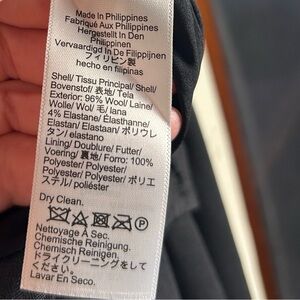 Made In Philippines
Fabriqué Aux Philippines
Hergestellt In Den
Philippinen
Vervaardigd In De Filippijnen
フィリピン製
hecho en filipinas
Shell/ Tissu Principal/ Shell/
Bovenstof/ 表地/ Tela
Exterior: 96% Wool/ Laine/
Wolle/ Wol/ 毛/ lana
4% Elastane/ Élasthanne/
Elastan/ Elastaan/ ポリウレ
タン/ elastano
Lining/ Doublure/ Futter/
Voering/ 裏地/ Forro: 100%
Polyester/ Polyester/
Polyester/ Polyester/ ポリエ
ステル/ poliéster
Dry Clean.
P
Nettoyage À Sec.
Chemische Reinigung.
Chemisch Reinigen.
ドライクリーニングをして
ください。
Lavar En Seco.